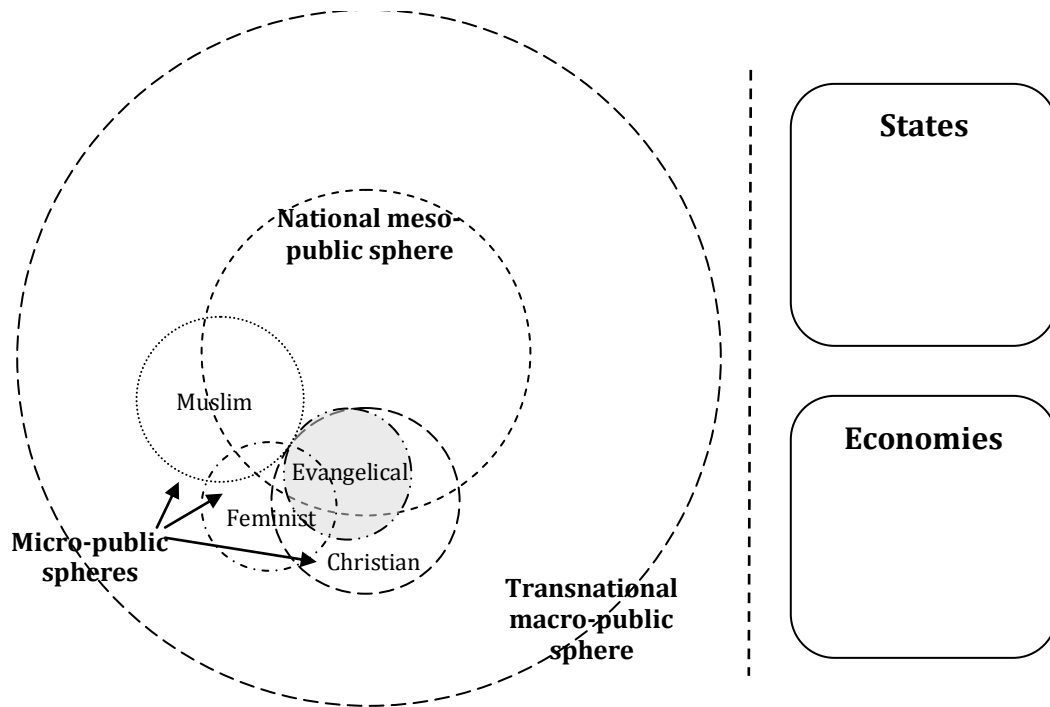 States
National meso-
public sphere
Muslim
Economies
Evangelical
Feminist
Micro-public
spheres
Christian
Transnational
macro-public
sphere